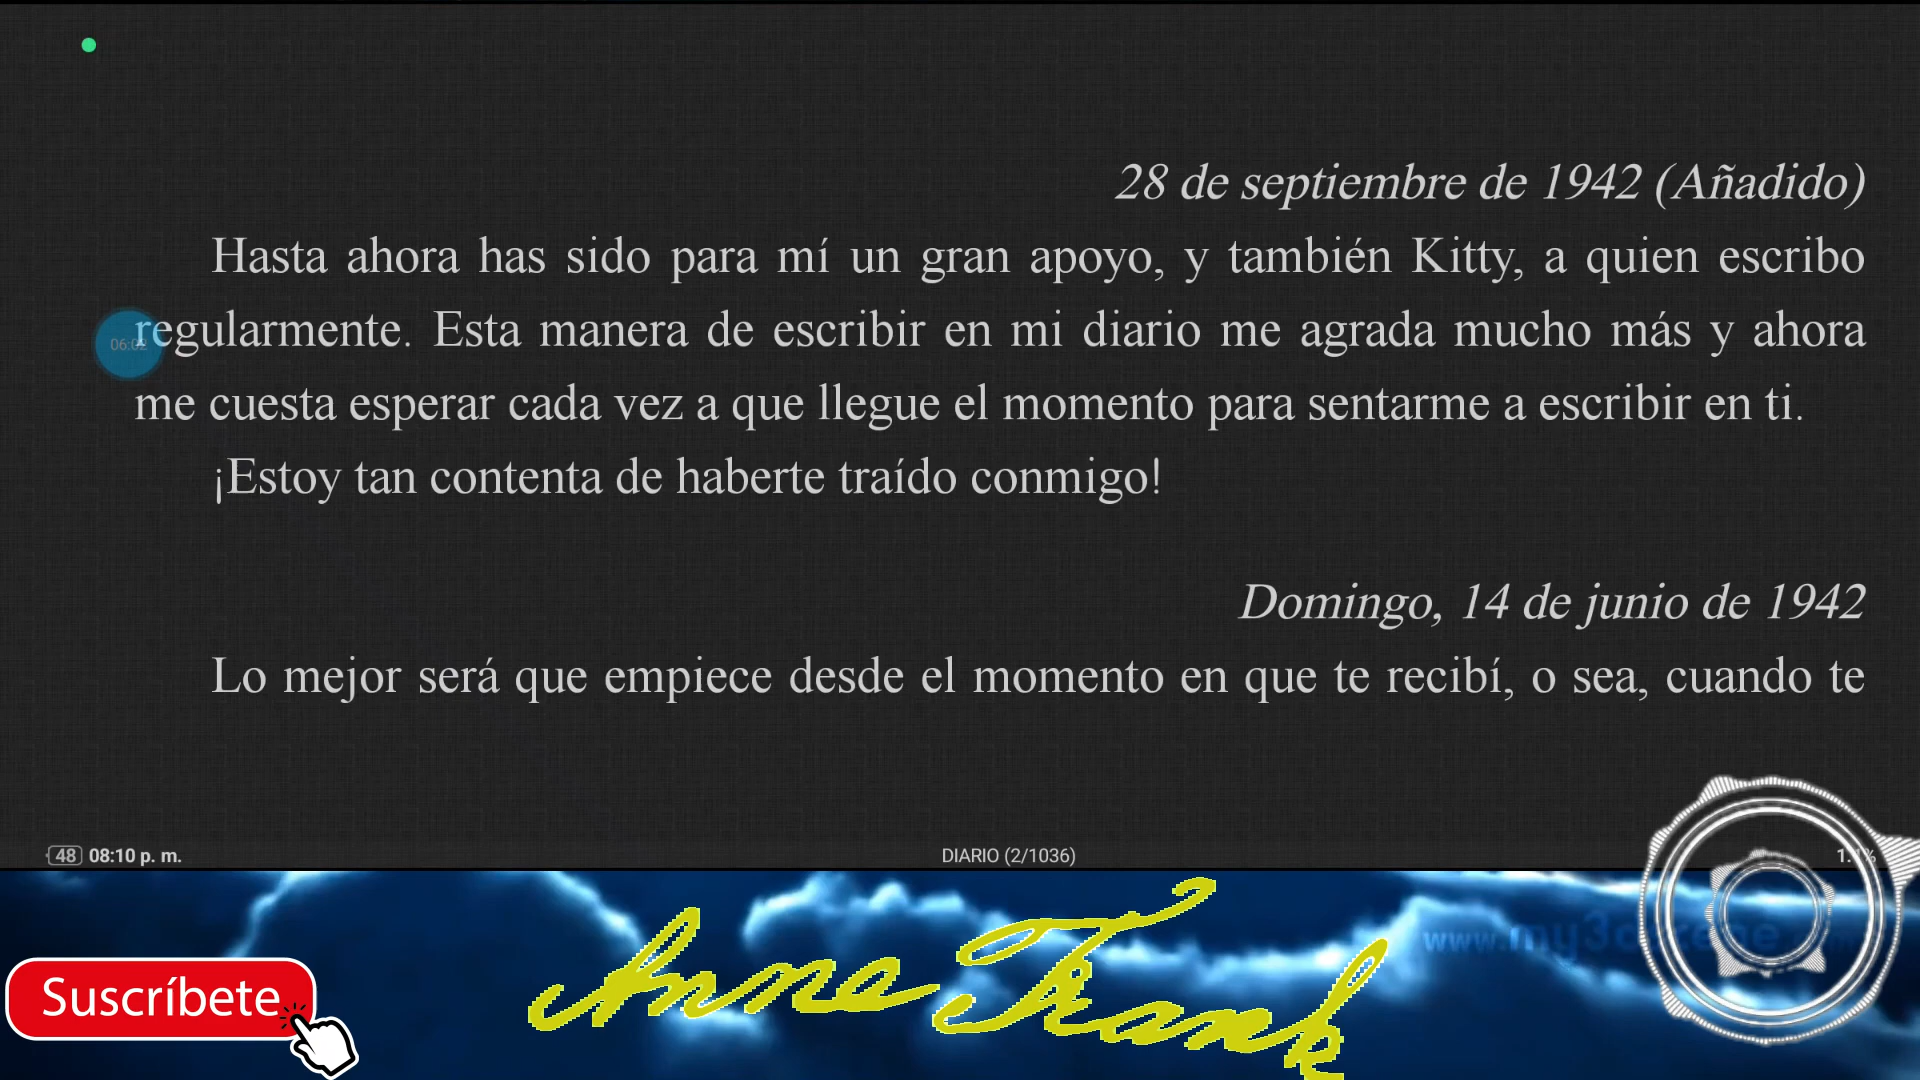 28 de septiembre de 1942 (Añadido)
Hasta ahora has sido para mí un gran apoyo, y también Kitty, a quien escribo
regularmente. Esta manera de escribir en mi diario me agrada mucho más y ahora
me cuesta esperar cada vez a que llegue el momento para sentarme a escribir en ti.
¡Estoy tan contenta de haberte traído conmigo!
Domingo, 14 de junio de 1942
Lo mejor será que empiece desde el momento en que te recibí, o sea, cuando te
48 08:10 p. m.
DIARIO (2/1036)
Anne Frank
Suscríbete